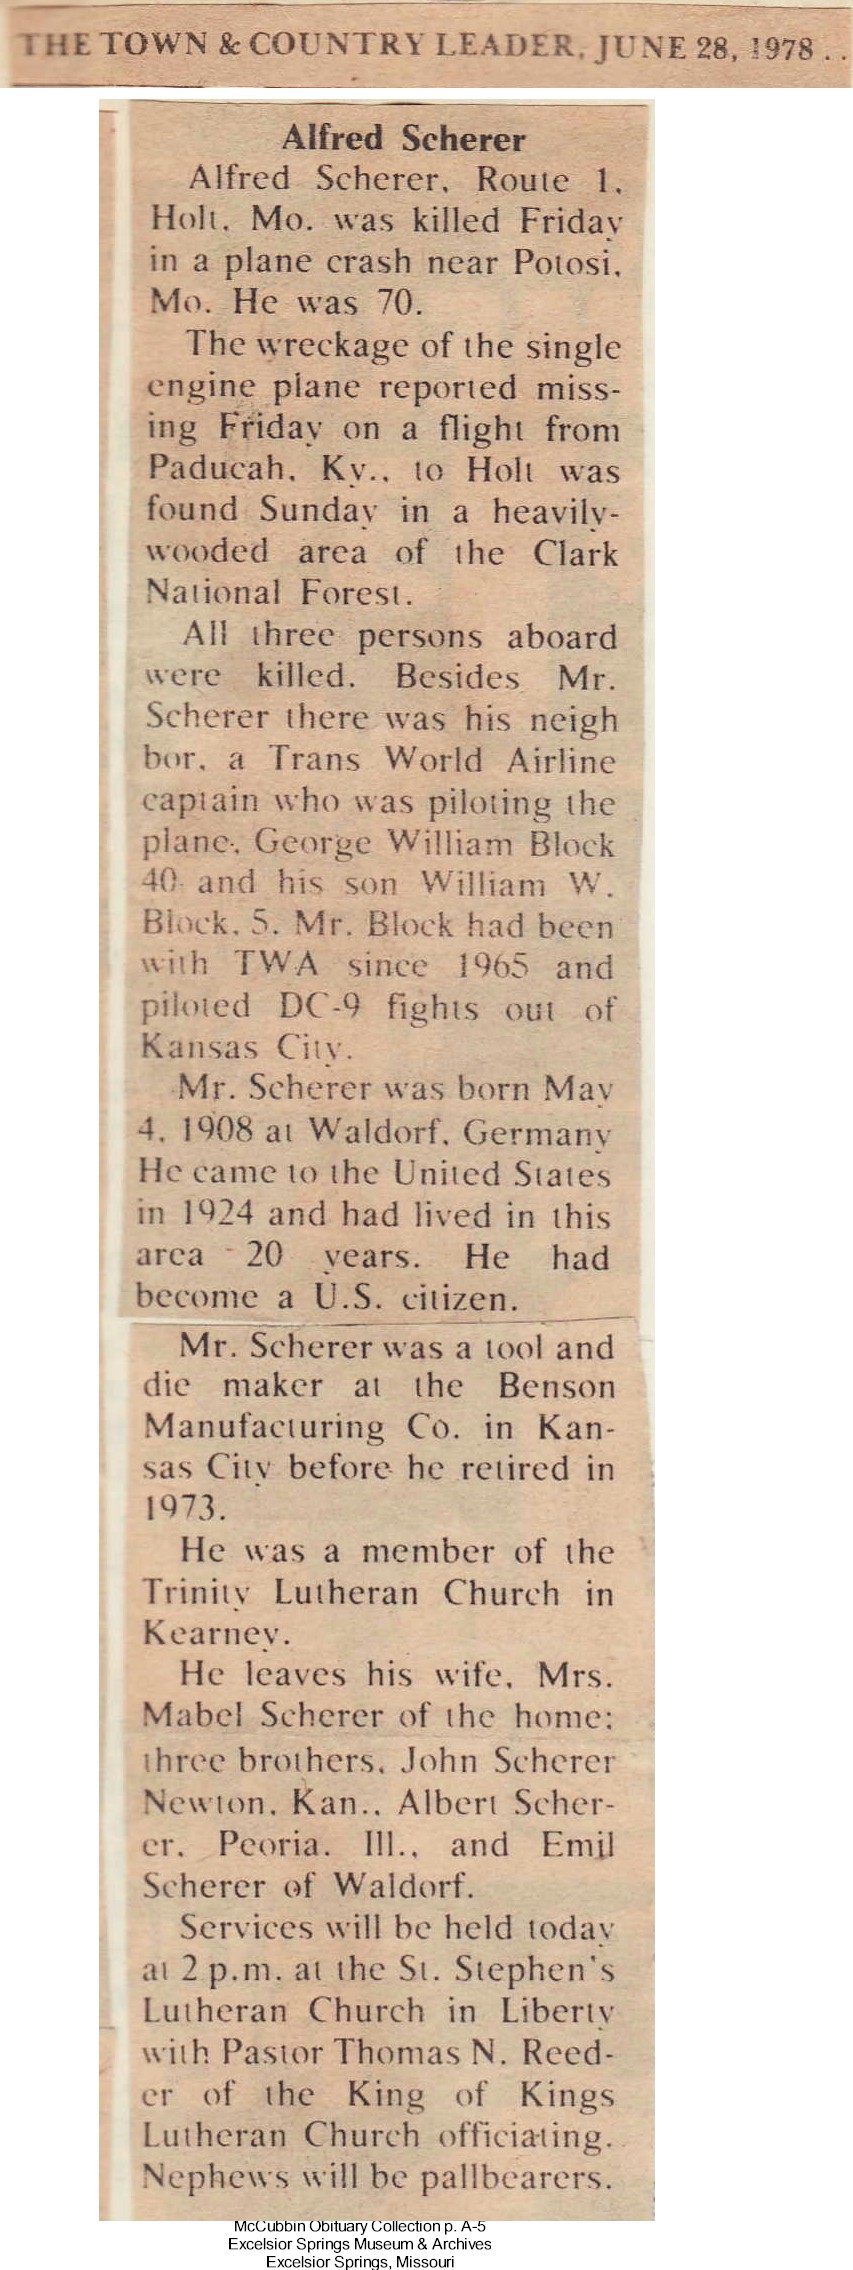 THE TOWN & COUNTRY LEADER, JUNE 28, 1978 . .
Alfred Scherer
Alfred Scherer, Route 1,
Holt, Mo. was killed Friday
in a plane crash near Potosi,
Mo. He was 70.
The wreckage of the single
engine plane reported miss-
ing Friday on a flight from
Paducah, Ky., to Holt was
found Sunday in a heavily-
wooded area of the Clark
National Forest.
All three persons aboard
were killed. Besides Mr.
Scherer there was his neigh
bor, a Trans World Airline
captain who was piloting the
plane, George William Block
40 and his son William W.
Block, 5. Mr. Block had been
with TWA since 1965 and
piloted DC-9 fights out of
Kansas City.
Mr. Scherer was born May
4, 1908 at Waldorf, Germany
He came to the United States
in 1924 and had lived in this
area 20 years. He had
become a U.S. citizen.
Mr. Scherer was a tool and
die maker at the Benson
Manufacturing Co. in Kan-
sas City before he retired in
1973.
He was a member of the
Trinity Lutheran Church in
Kearney.
He leaves his wife, Mrs.
Mabel Scherer of the home;
three brothers, John Scherer
Newton, Kan., Albert Scher-
er, Peoria, Ill., and Emil
Scherer of Waldorf.
Services will be held today
at 2 p.m. at the St. Stephen's
Lutheran Church in Liberty
with Pastor Thomas N. Reed-
er of the King of Kings
Lutheran Church officiating.
Nephews will be pallbearers.
McCubbin Obituary Collection p. A-5
Excelsior Springs Museum & Archives
Excelsior Springs, Missouri